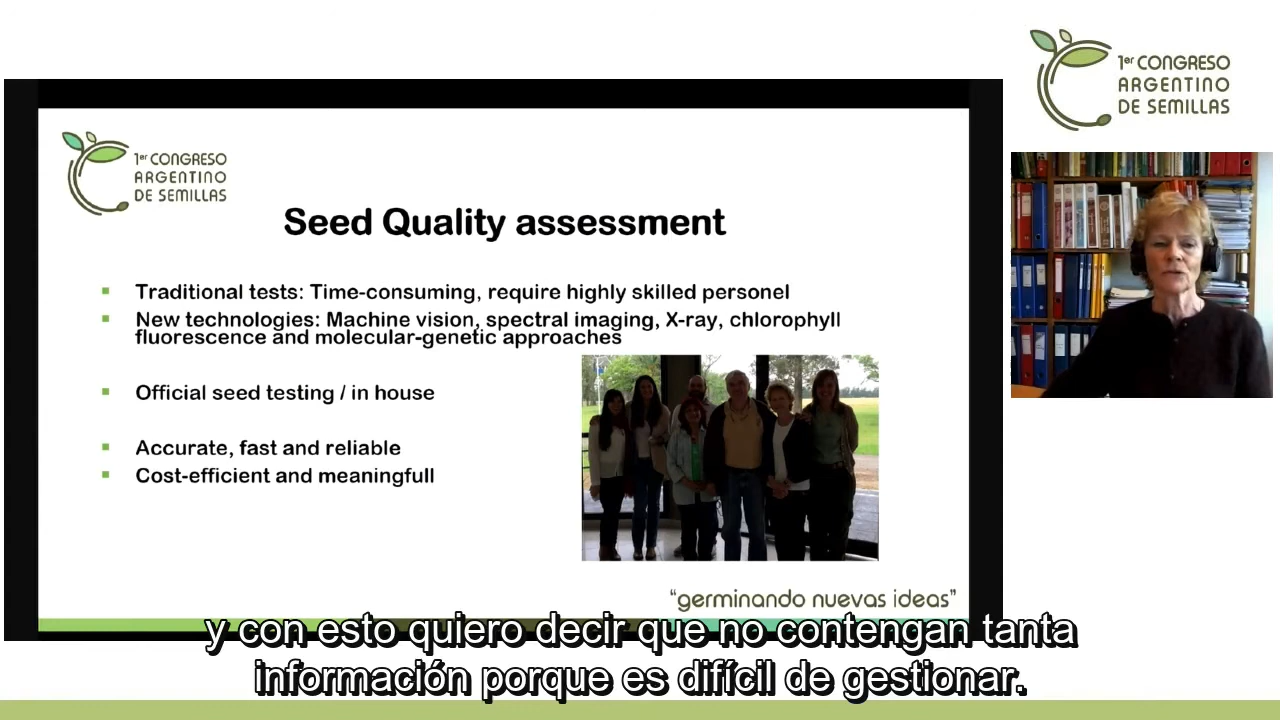 1er CONGRESO
ARGENTINO
DE SEMILLAS
1er CONGRESO
ARGENTINO
DE SEMILLAS
Seed Quality assessment
Traditional tests: Time-consuming, require highly skilled personel
New technologies: Machine vision, spectral imaging, X-ray, chlorophyll
fluorescence and molecular-genetic approaches
Official seed testing / in house
Accurate, fast and reliable
Cost-efficient and meaningfull
“germinando nuevas ideas”
y con esto quiero decir que no contengan tanta
información porque es difícil de gestionar.